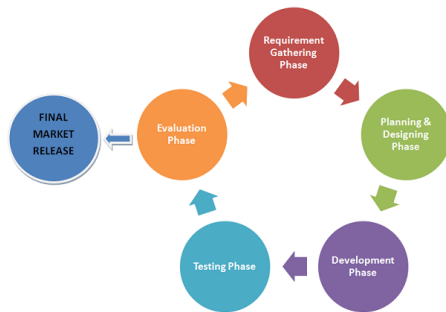 Requirement
Gathering
Phase
FINAL
MARKET
RELEASE
Evaluation
Phase
Planning &
Designing
Phase
Testing Phase
Development
Phase